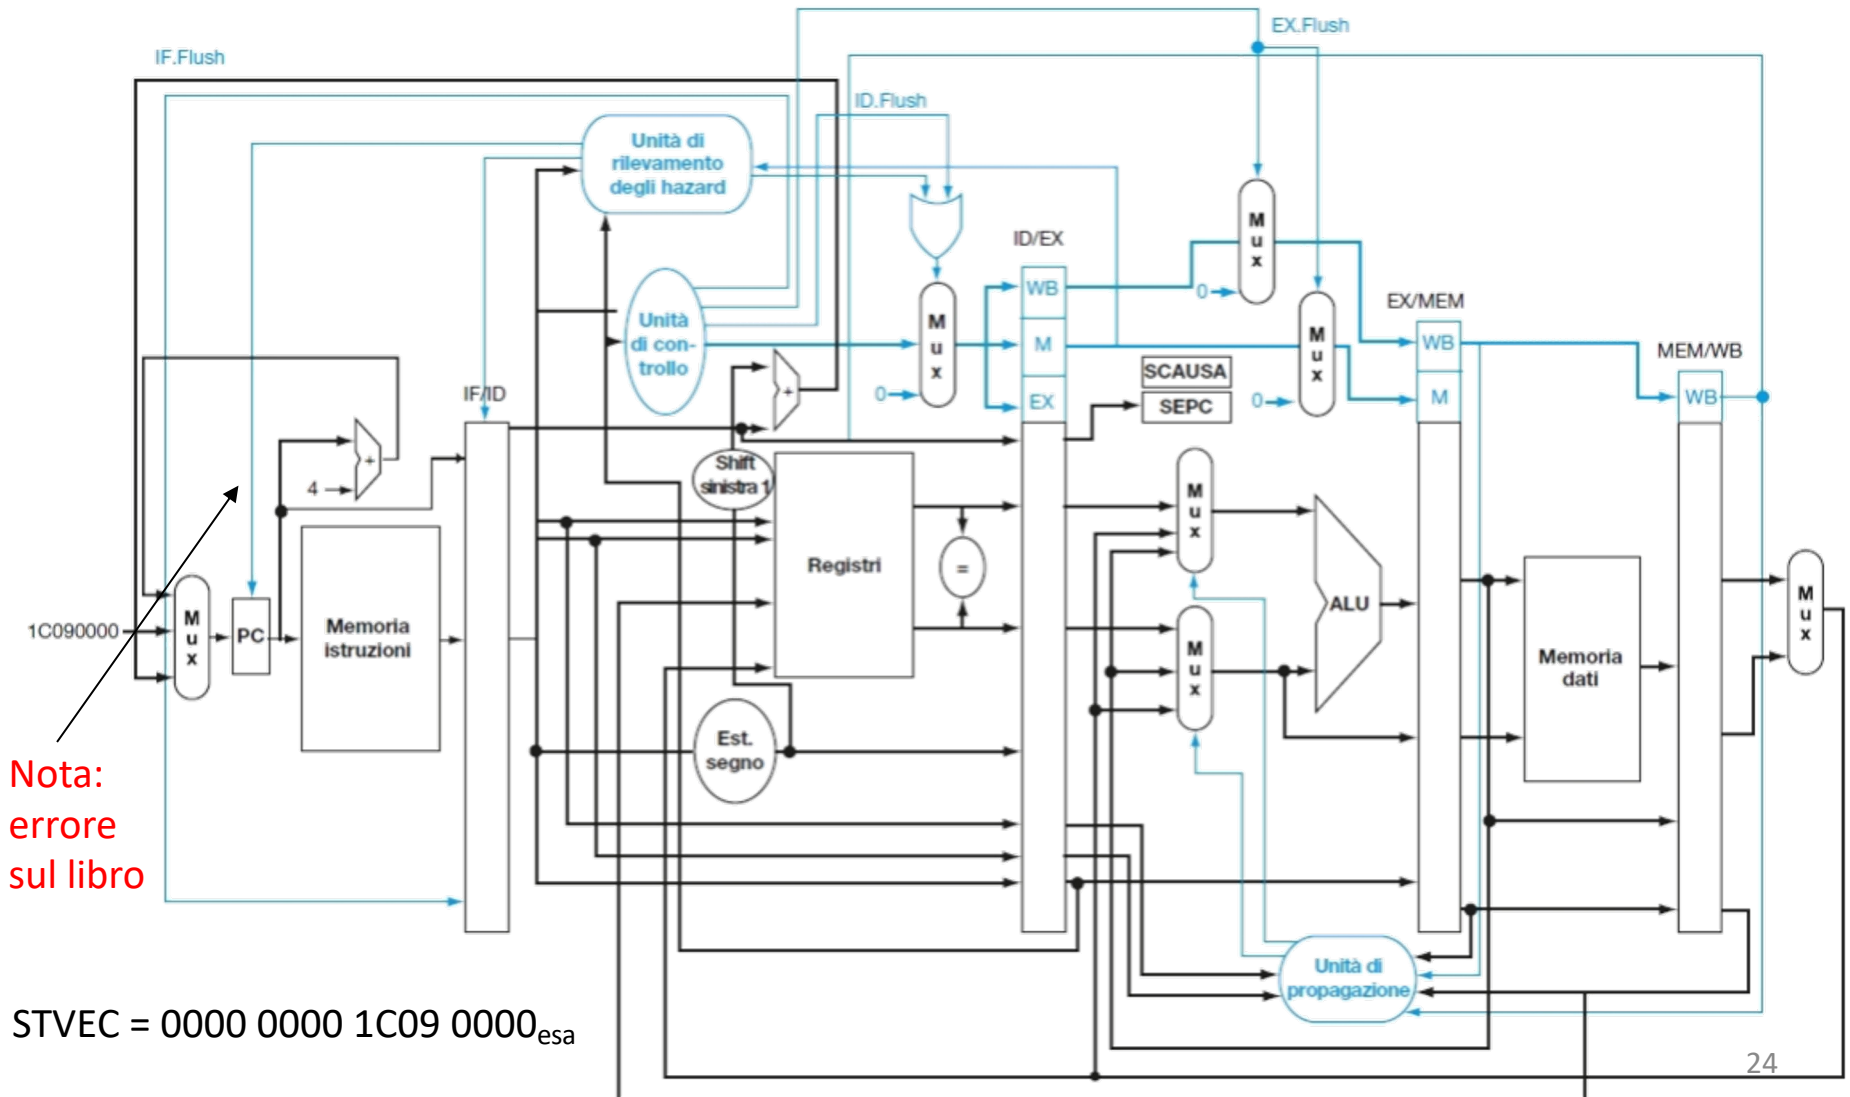 EX.Flush
IF.Flush
ID.Flush
Unità di
rilevamento
degli hazard
M
u
x
ID/EX
WB
0
EX/MEM
Unità
di con-
trollo
M
u
x
M
M
u
x
WB
MEM/WB
SCAUSA
0
IF/ID
EX
SEPC
0
M
WB
+
+
4
Shift
sinistra 1
M
u
x
Registri
=
ALU
M
u
x
1C090000
M
u
x
PC
Memoria
istruzioni
M
u
x
Memoria
dati
Est.
segno
Nota:
errore
sul libro
Unità di
propagazione
STVEC = 0000 0000 1C09 0000esa
24